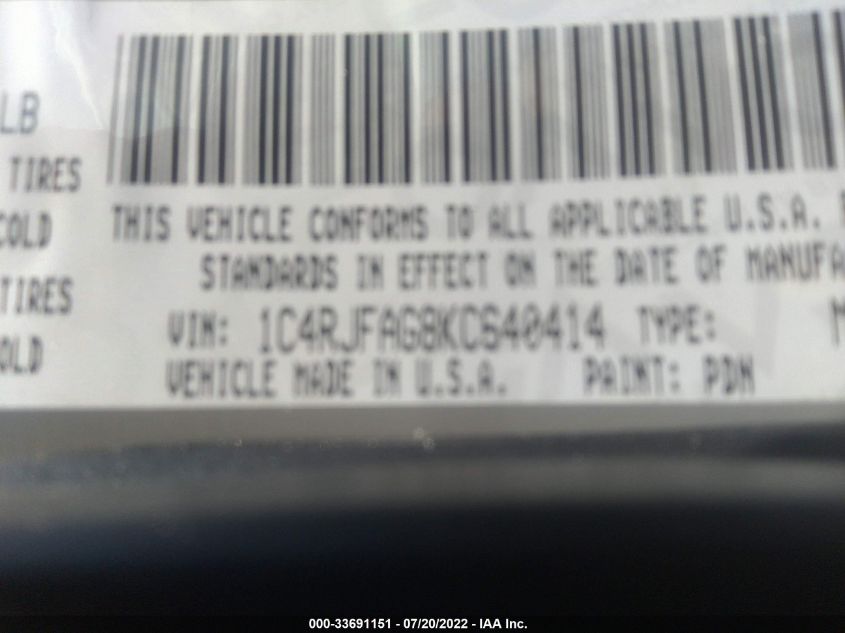 LB
TIRES
COLD
TIRES
OLD
THIS VEHICLE CONFORMS TO ALL APPLICABLE U.S.A.
STANDARDS IN EFFECT ON THE DATE OF MANUFA
VIN: 1C4RJFAG8KC640414 TYPE: M
VEHICLE MADE IN U.S.A. PAINT: PDN
000-33691151 - 07/20/2022 - IAA Inc.